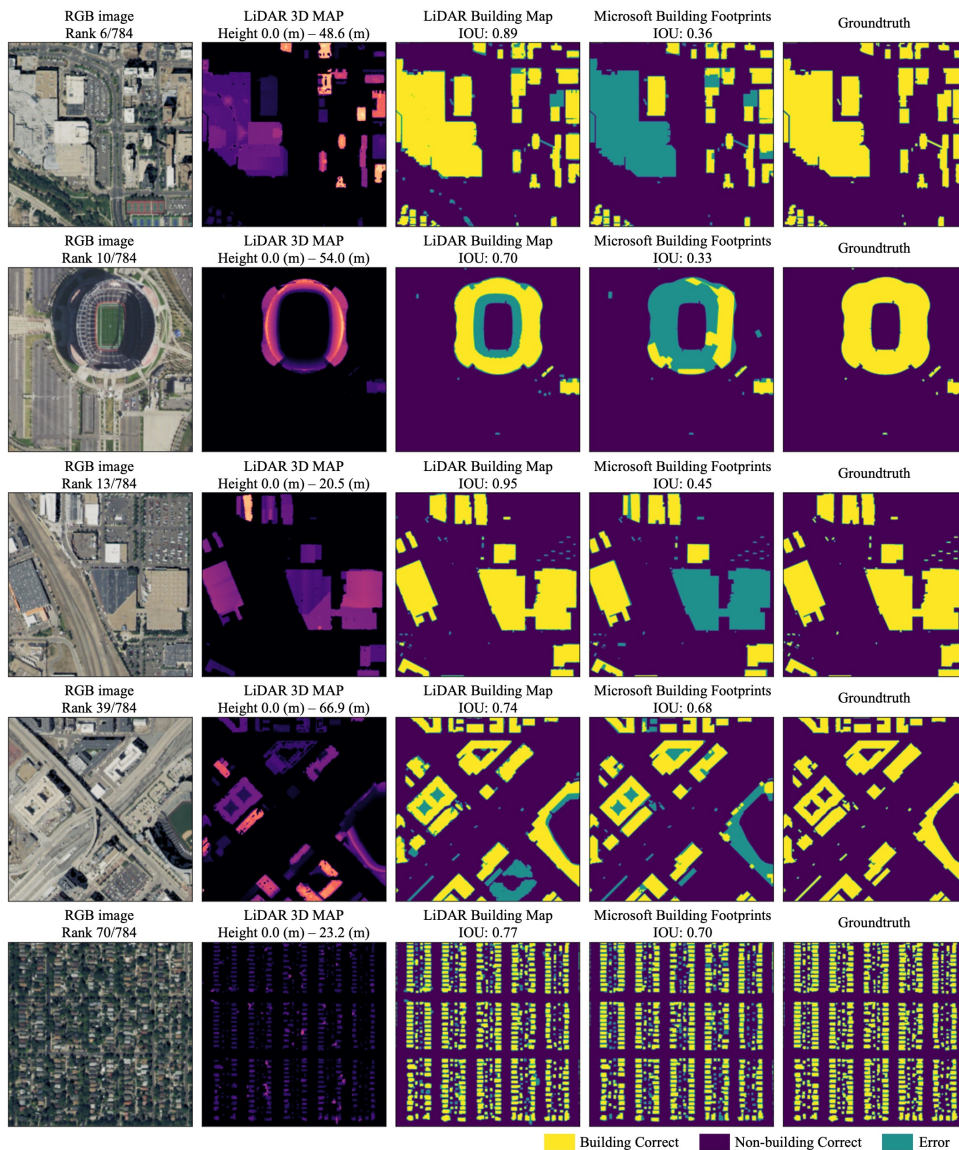 RGB image
Rank 6/784
LiDAR 3D MAP
Height 0.0 (m) – 48.6 (m)
LiDAR Building Map
IOU: 0.89
Microsoft Building Footprints
IOU: 0.36
Groundtruth
RGB image
Rank 10/784
LiDAR 3D MAP
Height 0.0 (m) – 54.0 (m)
LiDAR Building Map
IOU: 0.70
Microsoft Building Footprints
IOU: 0.33
Groundtruth
RGB image
Rank 13/784
LiDAR 3D MAP
Height 0.0 (m) – 20.5 (m)
LiDAR Building Map
IOU: 0.95
Microsoft Building Footprints
IOU: 0.45
Groundtruth
RGB image
Rank 39/784
LiDAR 3D MAP
Height 0.0 (m) – 66.9 (m)
LiDAR Building Map
IOU: 0.74
Microsoft Building Footprints
IOU: 0.68
Groundtruth
RGB image
Rank 70/784
LiDAR 3D MAP
Height 0.0 (m) – 23.2 (m)
LiDAR Building Map
IOU: 0.77
Microsoft Building Footprints
IOU: 0.70
Groundtruth
Building Correct
Non-building Correct
Error